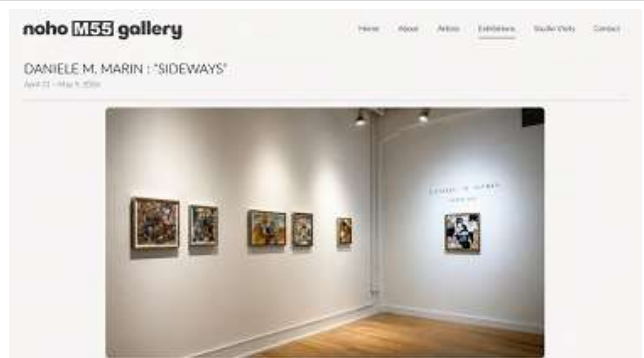 noho M55 gallery
Home About Artists Exhibitions Studio Visits Contact
DANIELE M. MARIN : "SIDEWAYS"